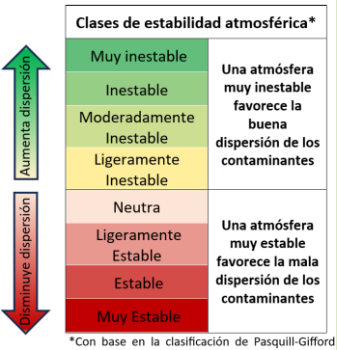 Clases de estabilidad atmosférica*
Aumenta dispersión
Muy inestable
Inestable
Moderadamente
Inestable
Ligeramente
Inestable
Una atmósfera
muy inestable
favorece la
buena
dispersión de los
contaminantes
Disminuye dispersión
Neutra
Ligeramente
Estable
Estable
Muy Estable
Una atmósfera
muy estable
favorece la mala
dispersión de los
contaminantes
*Con base en la clasificación de Pasquill-Gifford